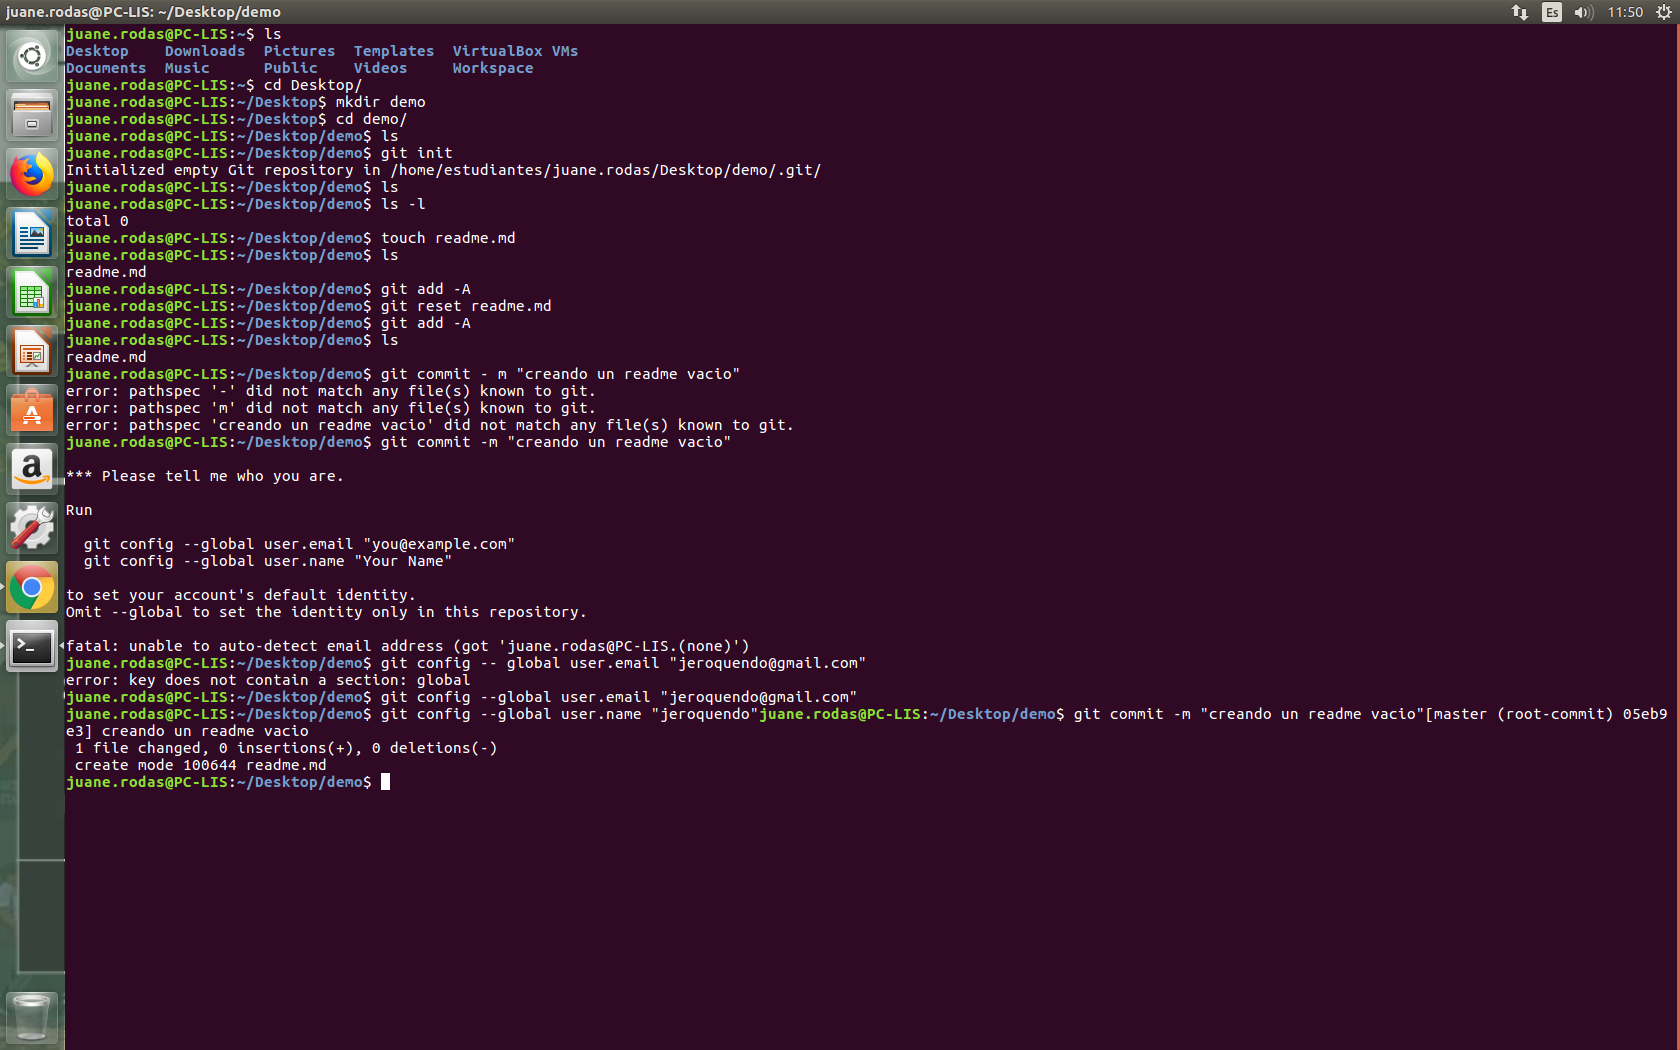 juane.rodas@PC-LIS: ~/Desktop/demo
Es
11:50
juane.rodas@PC-LIS:~$ ls
Desktop    Downloads  Pictures  Templates  VirtualBox VMs
Documents  Music      Public    Videos     Workspace
juane.rodas@PC-LIS:~$ cd Desktop/
juane.rodas@PC-LIS:~/Desktop$ mkdir demo
juane.rodas@PC-LIS:~/Desktop$ cd demo/
juane.rodas@PC-LIS:~/Desktop/demo$ ls
juane.rodas@PC-LIS:~/Desktop/demo$ git init
Initialized empty Git repository in /home/estudiantes/juane.rodas/Desktop/demo/.git/
juane.rodas@PC-LIS:~/Desktop/demo$ ls
juane.rodas@PC-LIS:~/Desktop/demo$ ls -l
total 0
juane.rodas@PC-LIS:~/Desktop/demo$ touch readme.md
juane.rodas@PC-LIS:~/Desktop/demo$ ls
readme.md
juane.rodas@PC-LIS:~/Desktop/demo$ git add -A
juane.rodas@PC-LIS:~/Desktop/demo$ git reset readme.md
juane.rodas@PC-LIS:~/Desktop/demo$ git add -A
juane.rodas@PC-LIS:~/Desktop/demo$ ls
readme.md
juane.rodas@PC-LIS:~/Desktop/demo$ git commit - m "creando un readme vacio"
error: pathspec '-' did not match any file(s) known to git.
error: pathspec 'm' did not match any file(s) known to git.
error: pathspec 'creando un readme vacio' did not match any file(s) known to git.
juane.rodas@PC-LIS:~/Desktop/demo$ git commit -m "creando un readme vacio"
*** Please tell me who you are.
Run
  git config --global user.email "you@example.com"
  git config --global user.name "Your Name"
to set your account's default identity.
Omit --global to set the identity only in this repository.
fatal: unable to auto-detect email address (got 'juane.rodas@PC-LIS.(none)')
juane.rodas@PC-LIS:~/Desktop/demo$ git config -- global user.email "jeroquendo@gmail.com"
error: key does not contain a section: global
juane.rodas@PC-LIS:~/Desktop/demo$ git config --global user.email "jeroquendo@gmail.com"
juane.rodas@PC-LIS:~/Desktop/demo$ git config --global user.name "jeroquendo"juane.rodas@PC-LIS:~/Desktop/demo$ git commit -m "creando un readme vacio"[master (root-commit) 05eb9
e3] creando un readme vacio
 1 file changed, 0 insertions(+), 0 deletions(-)
 create mode 100644 readme.md
juane.rodas@PC-LIS:~/Desktop/demo$